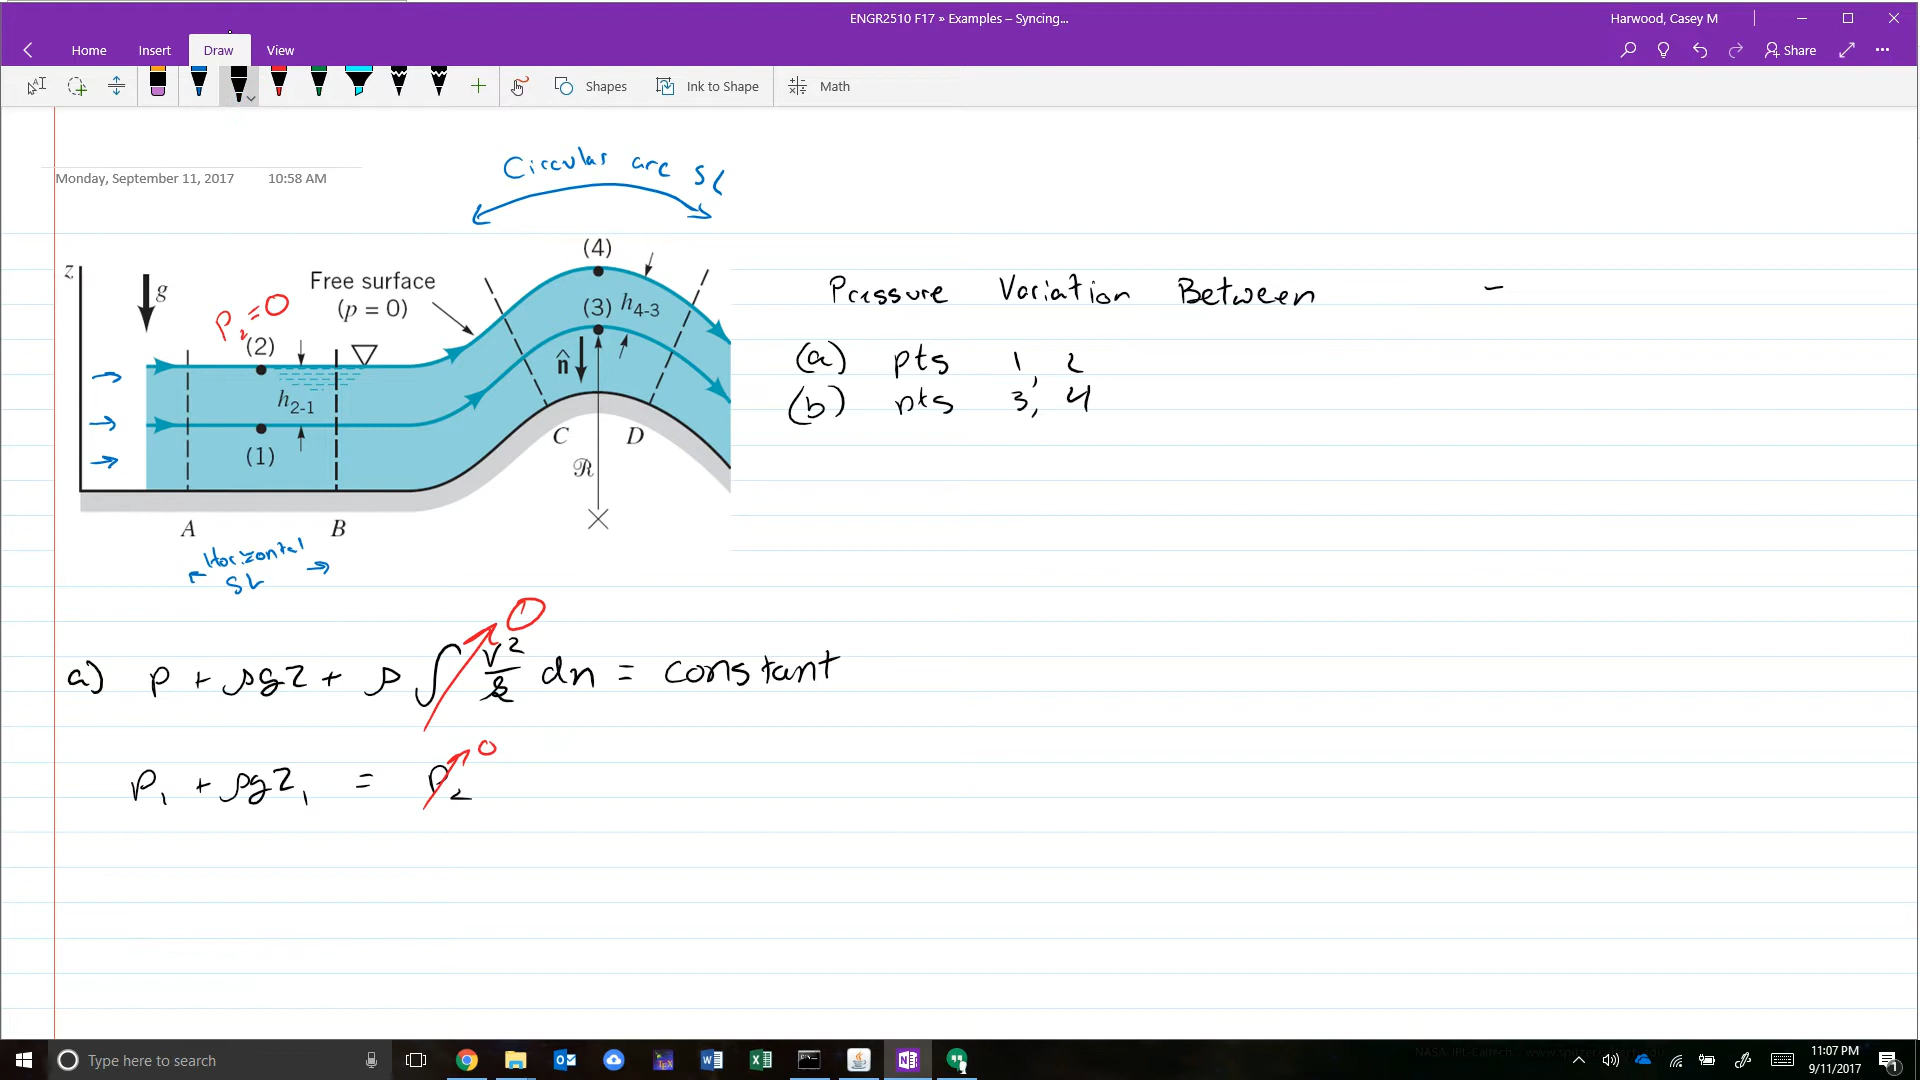 ENGR2510 F17 » Examples – Syncing...
Harwood, Casey M
Home Insert Draw View
Share
Shapes Ink to Shape Math
Monday, September 11, 2017 10:58 AM
Circular arc SL
z
g
P₂ = 0
Free surface
(p = 0)
(4)
(3)
h4-3
(2)
h2-1
(1)
n̂
C D
ℛ
A B
Horizontal
SL
Pressure Variation Between -
(a) pts 1, 2
(b) pts 3, 4
a) p + ρgz + ρ ∫ V²/R dn = constant
0
P₁ + ρgz₁ = P₂
0
Type here to search
11:07 PM
9/11/2017
1